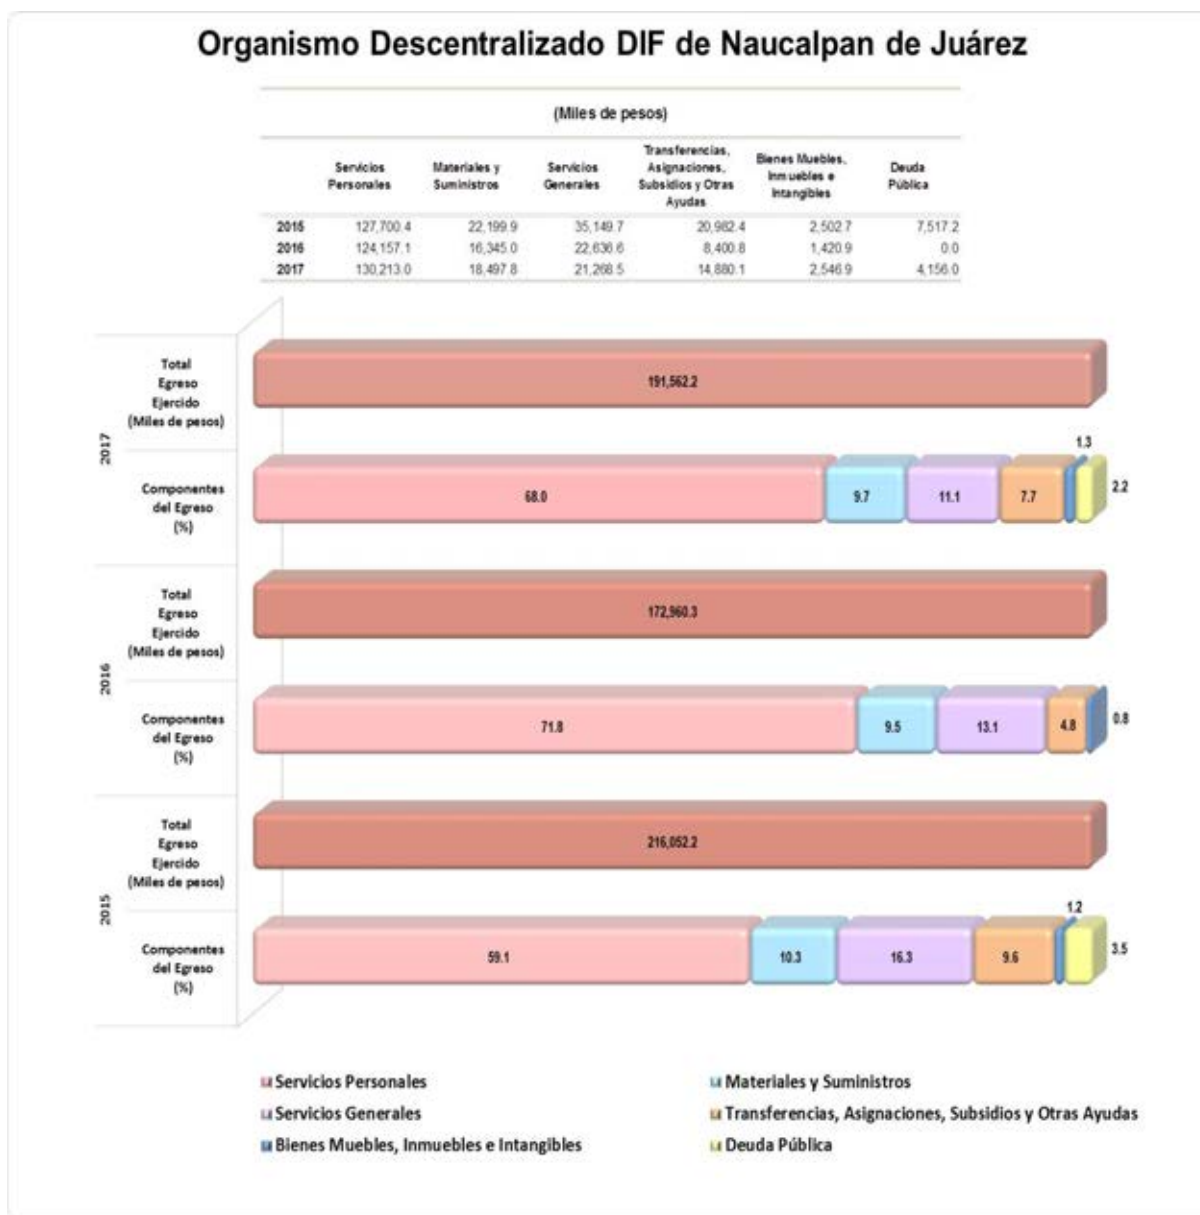 Organismo Descentralizado DIF de Naucalpan de Juárez
(Miles de pesos)
Servicios Personales
Materiales y Suministros
Servicios Generales
Transferencias, Asignaciones, Subsidios y Otras Ayudas
Bienes Muebles, Inmuebles e Intangibles
Deuda Pública
2015 127,700.4 22,199.9 35,149.7 20,982.4 2,502.7 7,517.2
2016 124,157.1 16,345.0 22,636.6 8,400.8 1,420.9 0.0
2017 130,213.0 18,497.8 21,268.5 14,880.1 2,546.9 4,156.0
2017
Total
Egreso
Ejercido
(Miles de pesos)
191,562.2
Componentes
del Egreso
(%)
68.0 9.7 11.1 7.7 1.3 2.2
2016
Total
Egreso
Ejercido
(Miles de pesos)
172,960.3
Componentes
del Egreso
(%)
71.8 9.5 13.1 4.8 0.8
2015
Total
Egreso
Ejercido
(Miles de pesos)
216,052.2
Componentes
del Egreso
(%)
59.1 10.3 16.3 9.6 1.2 3.5
Servicios Personales
Materiales y Suministros
Servicios Generales
Transferencias, Asignaciones, Subsidios y Otras Ayudas
Bienes Muebles, Inmuebles e Intangibles
Deuda Pública